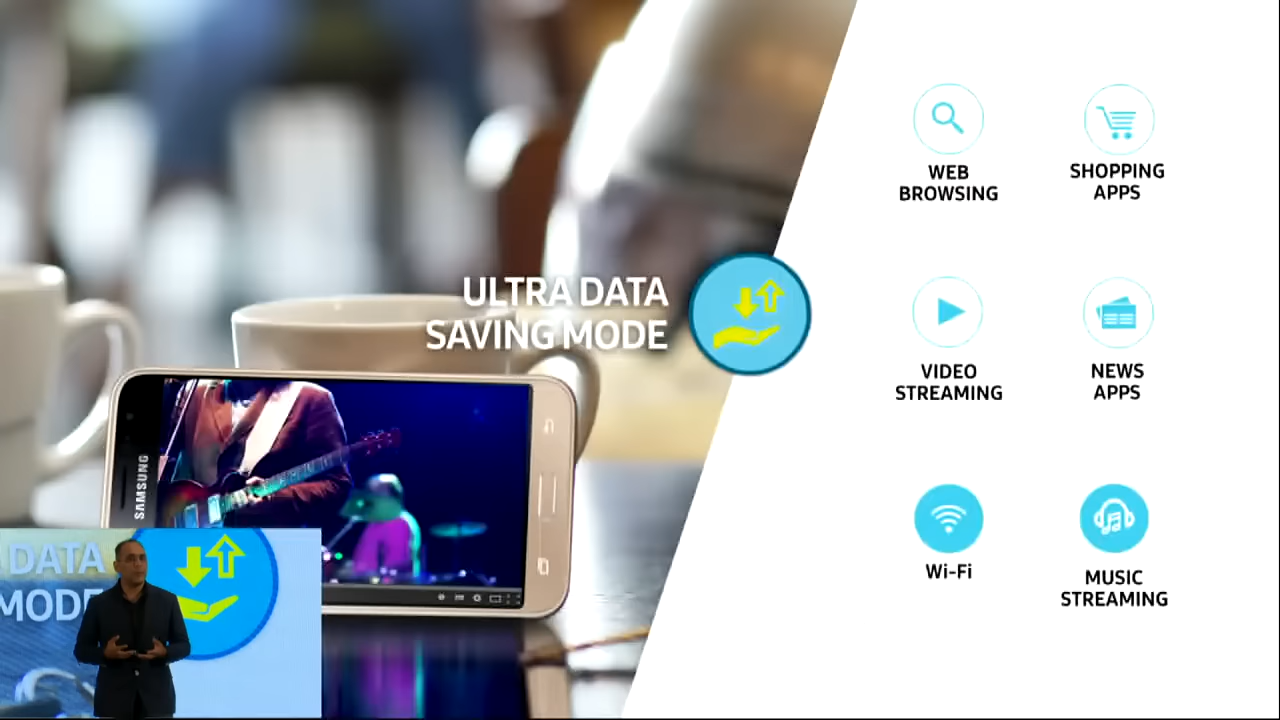 ULTRA DATA
SAVING MODE
WEB
BROWSING
SHOPPING
APPS
VIDEO
STREAMING
NEWS
APPS
Wi-Fi
MUSIC
STREAMING
SAMSUNG
DATA
MODE